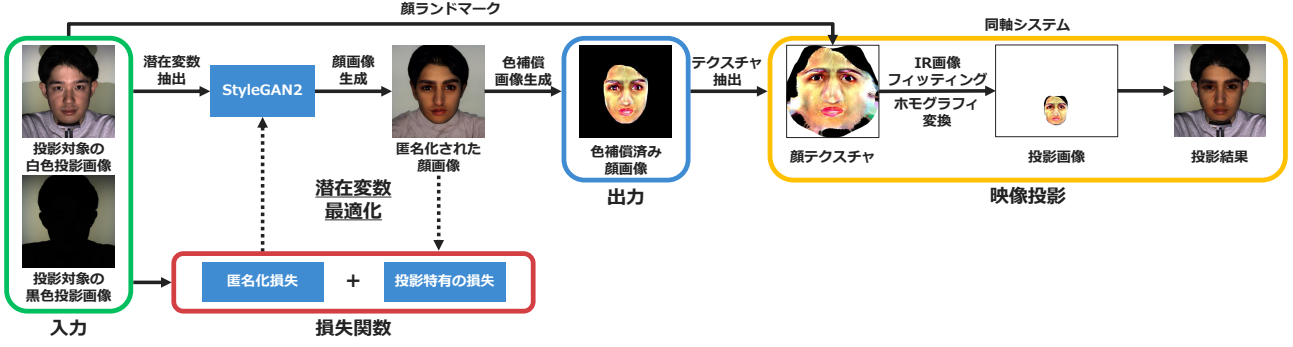 顔ランドマーク
同軸システム
潜在変数
抽出
StyleGAN2
顔画像
生成
色補償
画像生成
テクスチャ
抽出
IR画像
フィッティング
ホモグラフィ
変換
投影対象の
白色投影画像
匿名化された
顔画像
色補償済み
顔画像
顔テクスチャ
投影画像
投影結果
潜在変数
最適化
出力
映像投影
投影対象の
黒色投影画像
匿名化損失
+
投影特有の損失
入力
損失関数